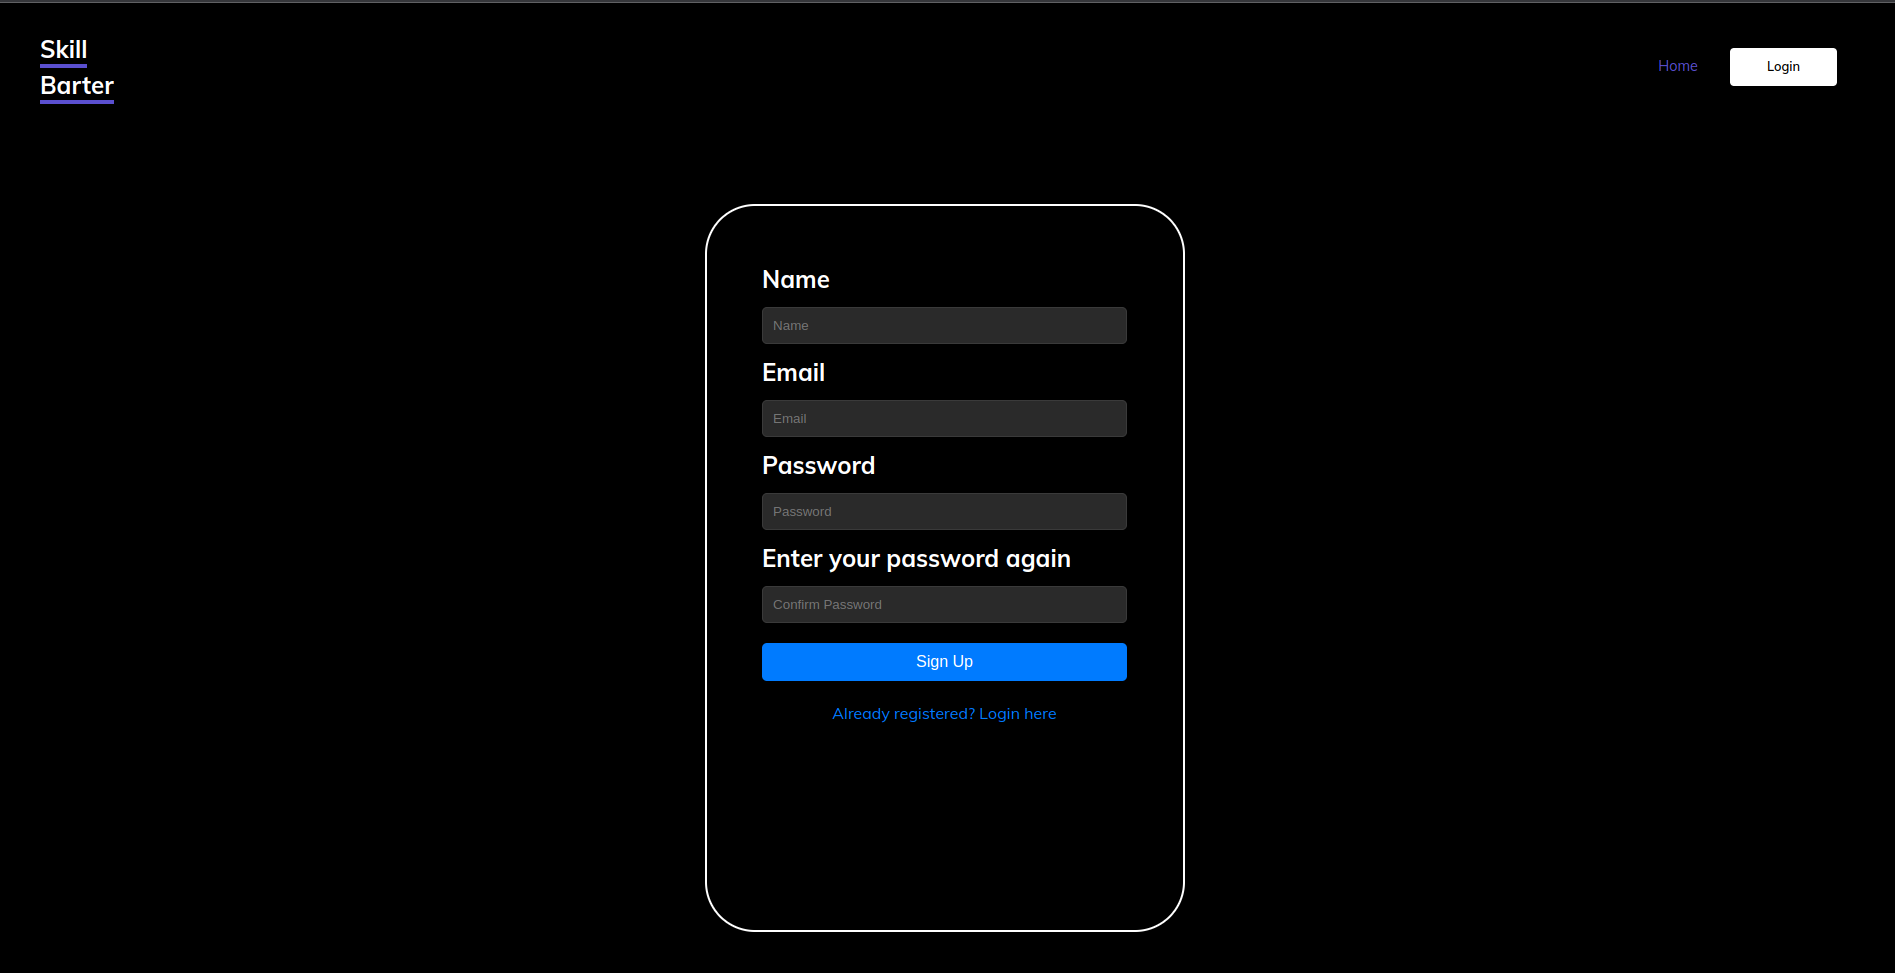 Skill
Barter
Home
Login
Name
Name
Email
Email
Password
Password
Enter your password again
Confirm Password
Sign Up
Already registered? Login here